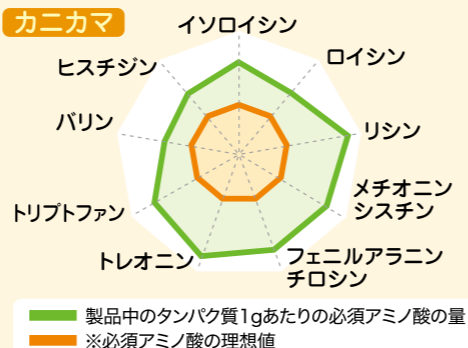 カニカマ
イソロイシン
ロイシン
リシン
メチオニン
シスチン
フェニルアラニン
チロシン
トレオニン
トリプトファン
バリン
ヒスチジン
製品中のタンパク質1gあたりの必須アミノ酸の量
※必須アミノ酸の理想値